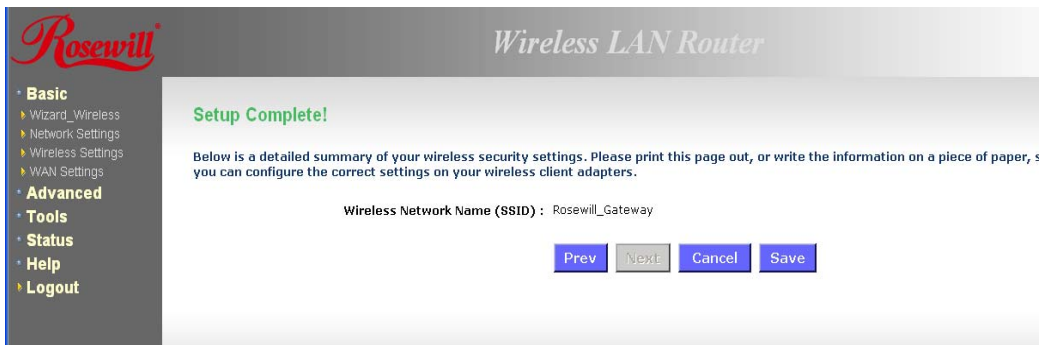 Rosewill
Wireless LAN Router
Basic
Wizard_Wireless
Network Settings
Wireless Settings
WAN Settings
Advanced
Tools
Status
Help
Logout
Setup Complete!
Below is a detailed summary of your wireless security settings. Please print this page out, or write the information on a piece of paper, s
you can configure the correct settings on your wireless client adapters.
Wireless Network Name (SSID) : Rosewill_Gateway
Prev Next Cancel Save